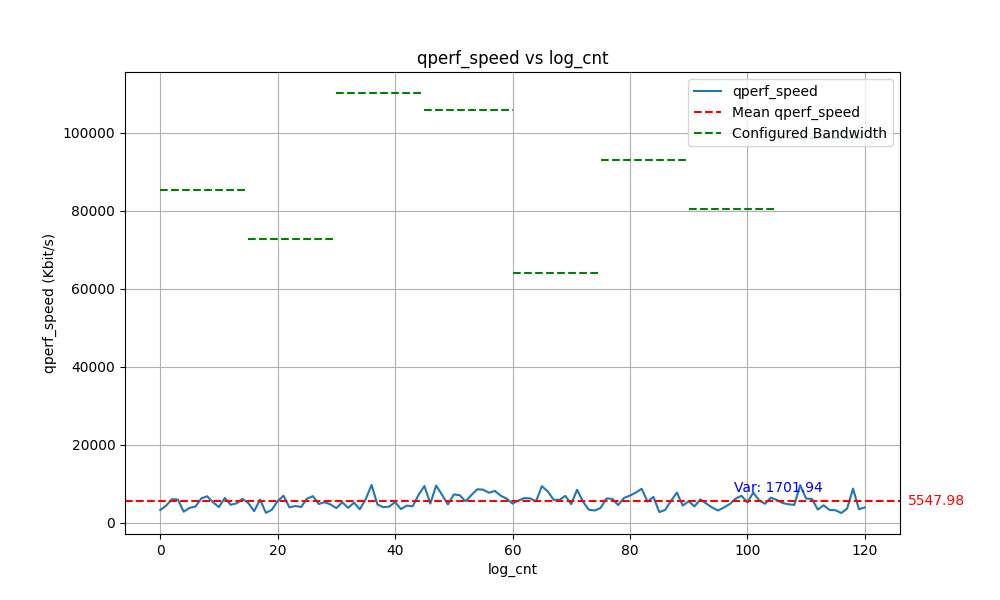 qperf_speed vs log_cnt
qperf_speed
Mean qperf_speed
Configured Bandwidth
qperf_speed (Kbit/s)
100000
80000
60000
40000
20000
0
Var: 1701.94
5547.98
0 20 40 60 80 100 120
log_cnt